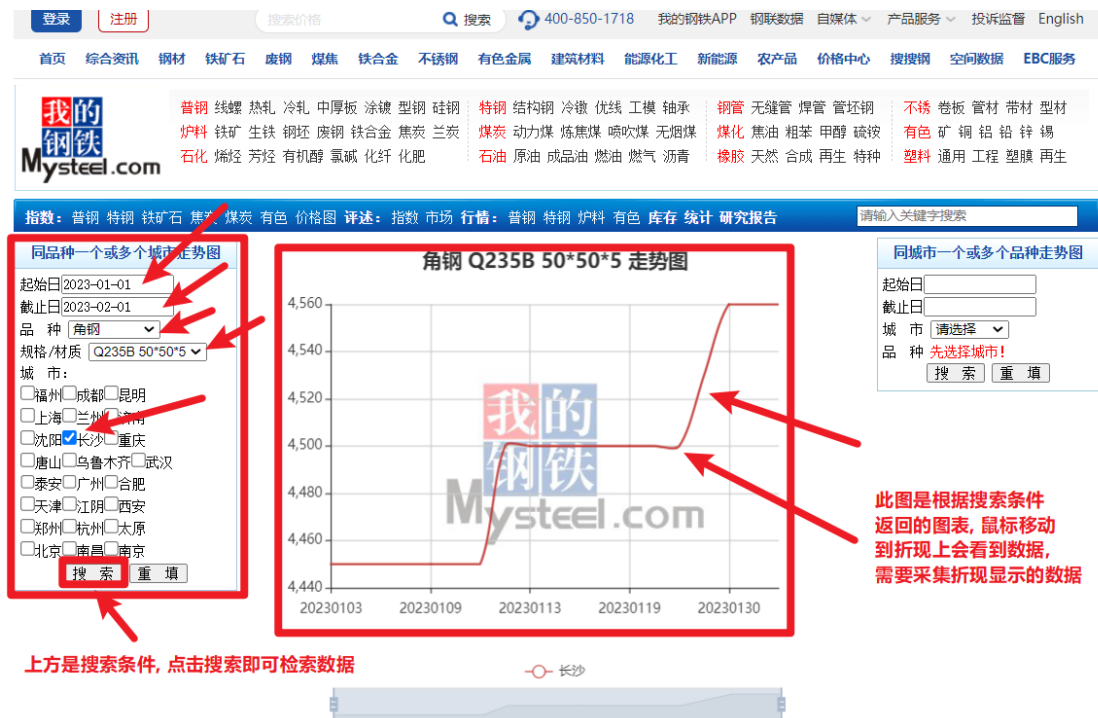 登录 注册 搜索价格 搜索 400-850-1718 我的钢铁APP 钢联数据 自媒体 产品服务 投诉监督 English
首页 综合资讯 钢材 铁矿石 废钢 煤焦 铁合金 不锈钢 有色金属 建筑材料 能源化工 新能源 农产品 价格中心 搜搜钢 空间数据 EBC服务
我的钢铁
Mysteel.com
普钢 线螺 热轧 冷轧 中厚板 涂镀 型钢 硅钢 特钢 结构钢 冷镦 优线 工模 轴承 钢管 无缝管 焊管 管坯钢 不锈 卷板 管材 带材 型材
炉料 铁矿 生铁 钢坯 废钢 铁合金 焦炭 兰炭 煤炭 动力煤 炼焦煤 喷吹煤 无烟煤 煤化 焦油 粗苯 甲醇 硫铵 有色 矿 铜 铝 铅 锌 锡
石化 烯烃 芳烃 有机醇 氯碱 化纤 化肥 石油 原油 成品油 燃油 燃气 沥青 橡胶 天然 合成 再生 特种 塑料 通用 工程 塑膜 再生
指数: 普钢 特钢 铁矿石 焦炭 煤炭 有色 价格图 评述: 指数 市场 行情: 普钢 特钢 炉料 有色 库存 统计 研究报告 请输入关键字搜索
同品种一个或多个城市走势图
起始日 2023-01-01
截止日 2023-02-01
品 种 角钢
规格/材质 Q235B 50*50*5
城 市:
福州 成都 昆明
上海 兰州 济南
沈阳 长沙 重庆
唐山 乌鲁木齐 武汉
泰安 广州 合肥
天津 江阴 西安
郑州 杭州 太原
北京 南昌 南京
搜 索 重 填
上方是搜索条件, 点击搜索即可检索数据
角钢 Q235B 50*50*5 走势图
4,560
4,540
4,520
4,500
4,480
4,460
4,440
20230103 20230109 20230113 20230119 20230130
我的钢铁
Mysteel.com
长沙
同城市一个或多个品种走势图
起始日
截止日
城 市 请选择
品 种 先选择城市!
搜 索 重 填
此图是根据搜索条件
返回的图表, 鼠标移动
到折现上会看到数据,
需要采集折现显示的数据